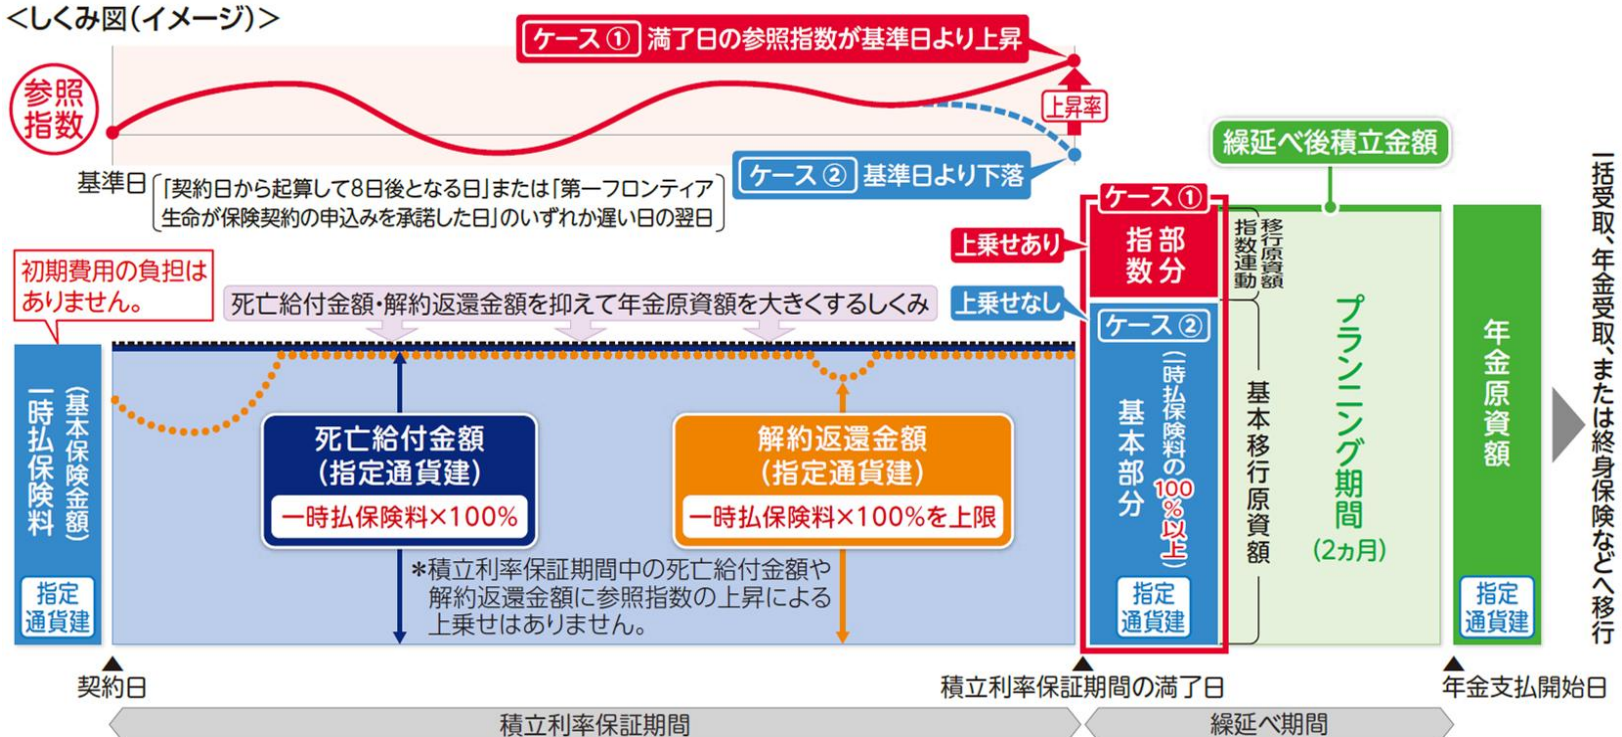 ＜しくみ図（イメージ）＞
ケース① 満了日の参照指数が基準日より上昇
参照
指数
上昇率
ケース② 基準日より下落
基準日
「契約日から起算して8日後となる日」または「第一フロンティア
生命が保険契約の申込みを承諾した日」のいずれか遅い日の翌日
繰延べ後積立金額
初期費用の負担は
ありません。
死亡給付金額・解約返還金額を抑えて年金原資額を大きくするしくみ
上乗せあり
上乗せなし
ケース①
指数
部分
指数連動
移行原資額
ケース②
基本部分
（一時払保険料の100%以上）
指定
通貨建
基本移行原資額
一時払保険料
（基本保険金額）
指定
通貨建
死亡給付金額
（指定通貨建）
一時払保険料×100%
解約返還金額
（指定通貨建）
一時払保険料×100%を上限
＊積立利率保証期間中の死亡給付金額や
解約返還金額に参照指数の上昇による
上乗せはありません。
プランニング期間
（2ヵ月）
年金原資額
指定
通貨建
一括受取、年金受取、または終身保険などへ移行
契約日
積立利率保証期間の満了日
年金支払開始日
積立利率保証期間
繰延べ期間